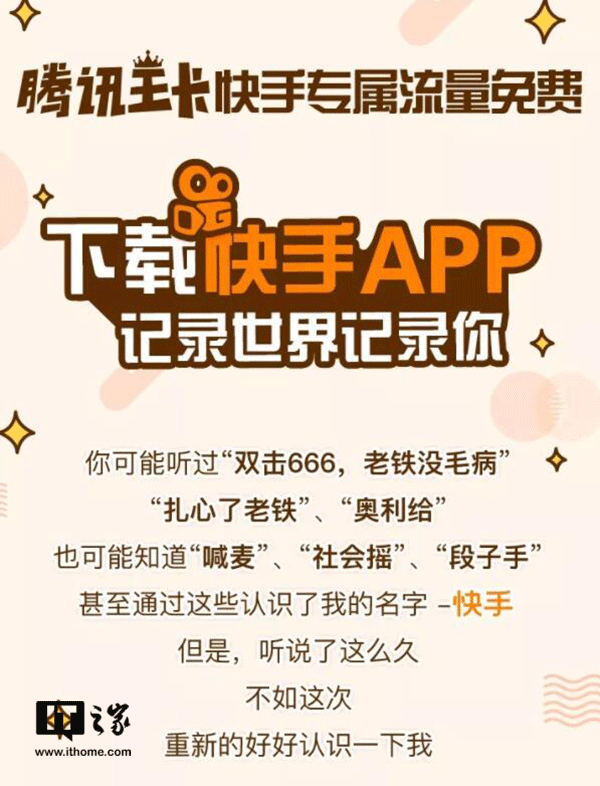 腾讯王卡快手专属流量免费
下载快手APP
记录世界记录你
你可能听过“双击666，老铁没毛病”
“扎心了老铁”、“奥利给”
也可能知道“喊麦”、“社会摇”、“段子手”
甚至通过这些认识了我的名字 –快手
但是，听说了这么久
不如这次
重新的好好认识一下我
IT之家
www.ithome.com